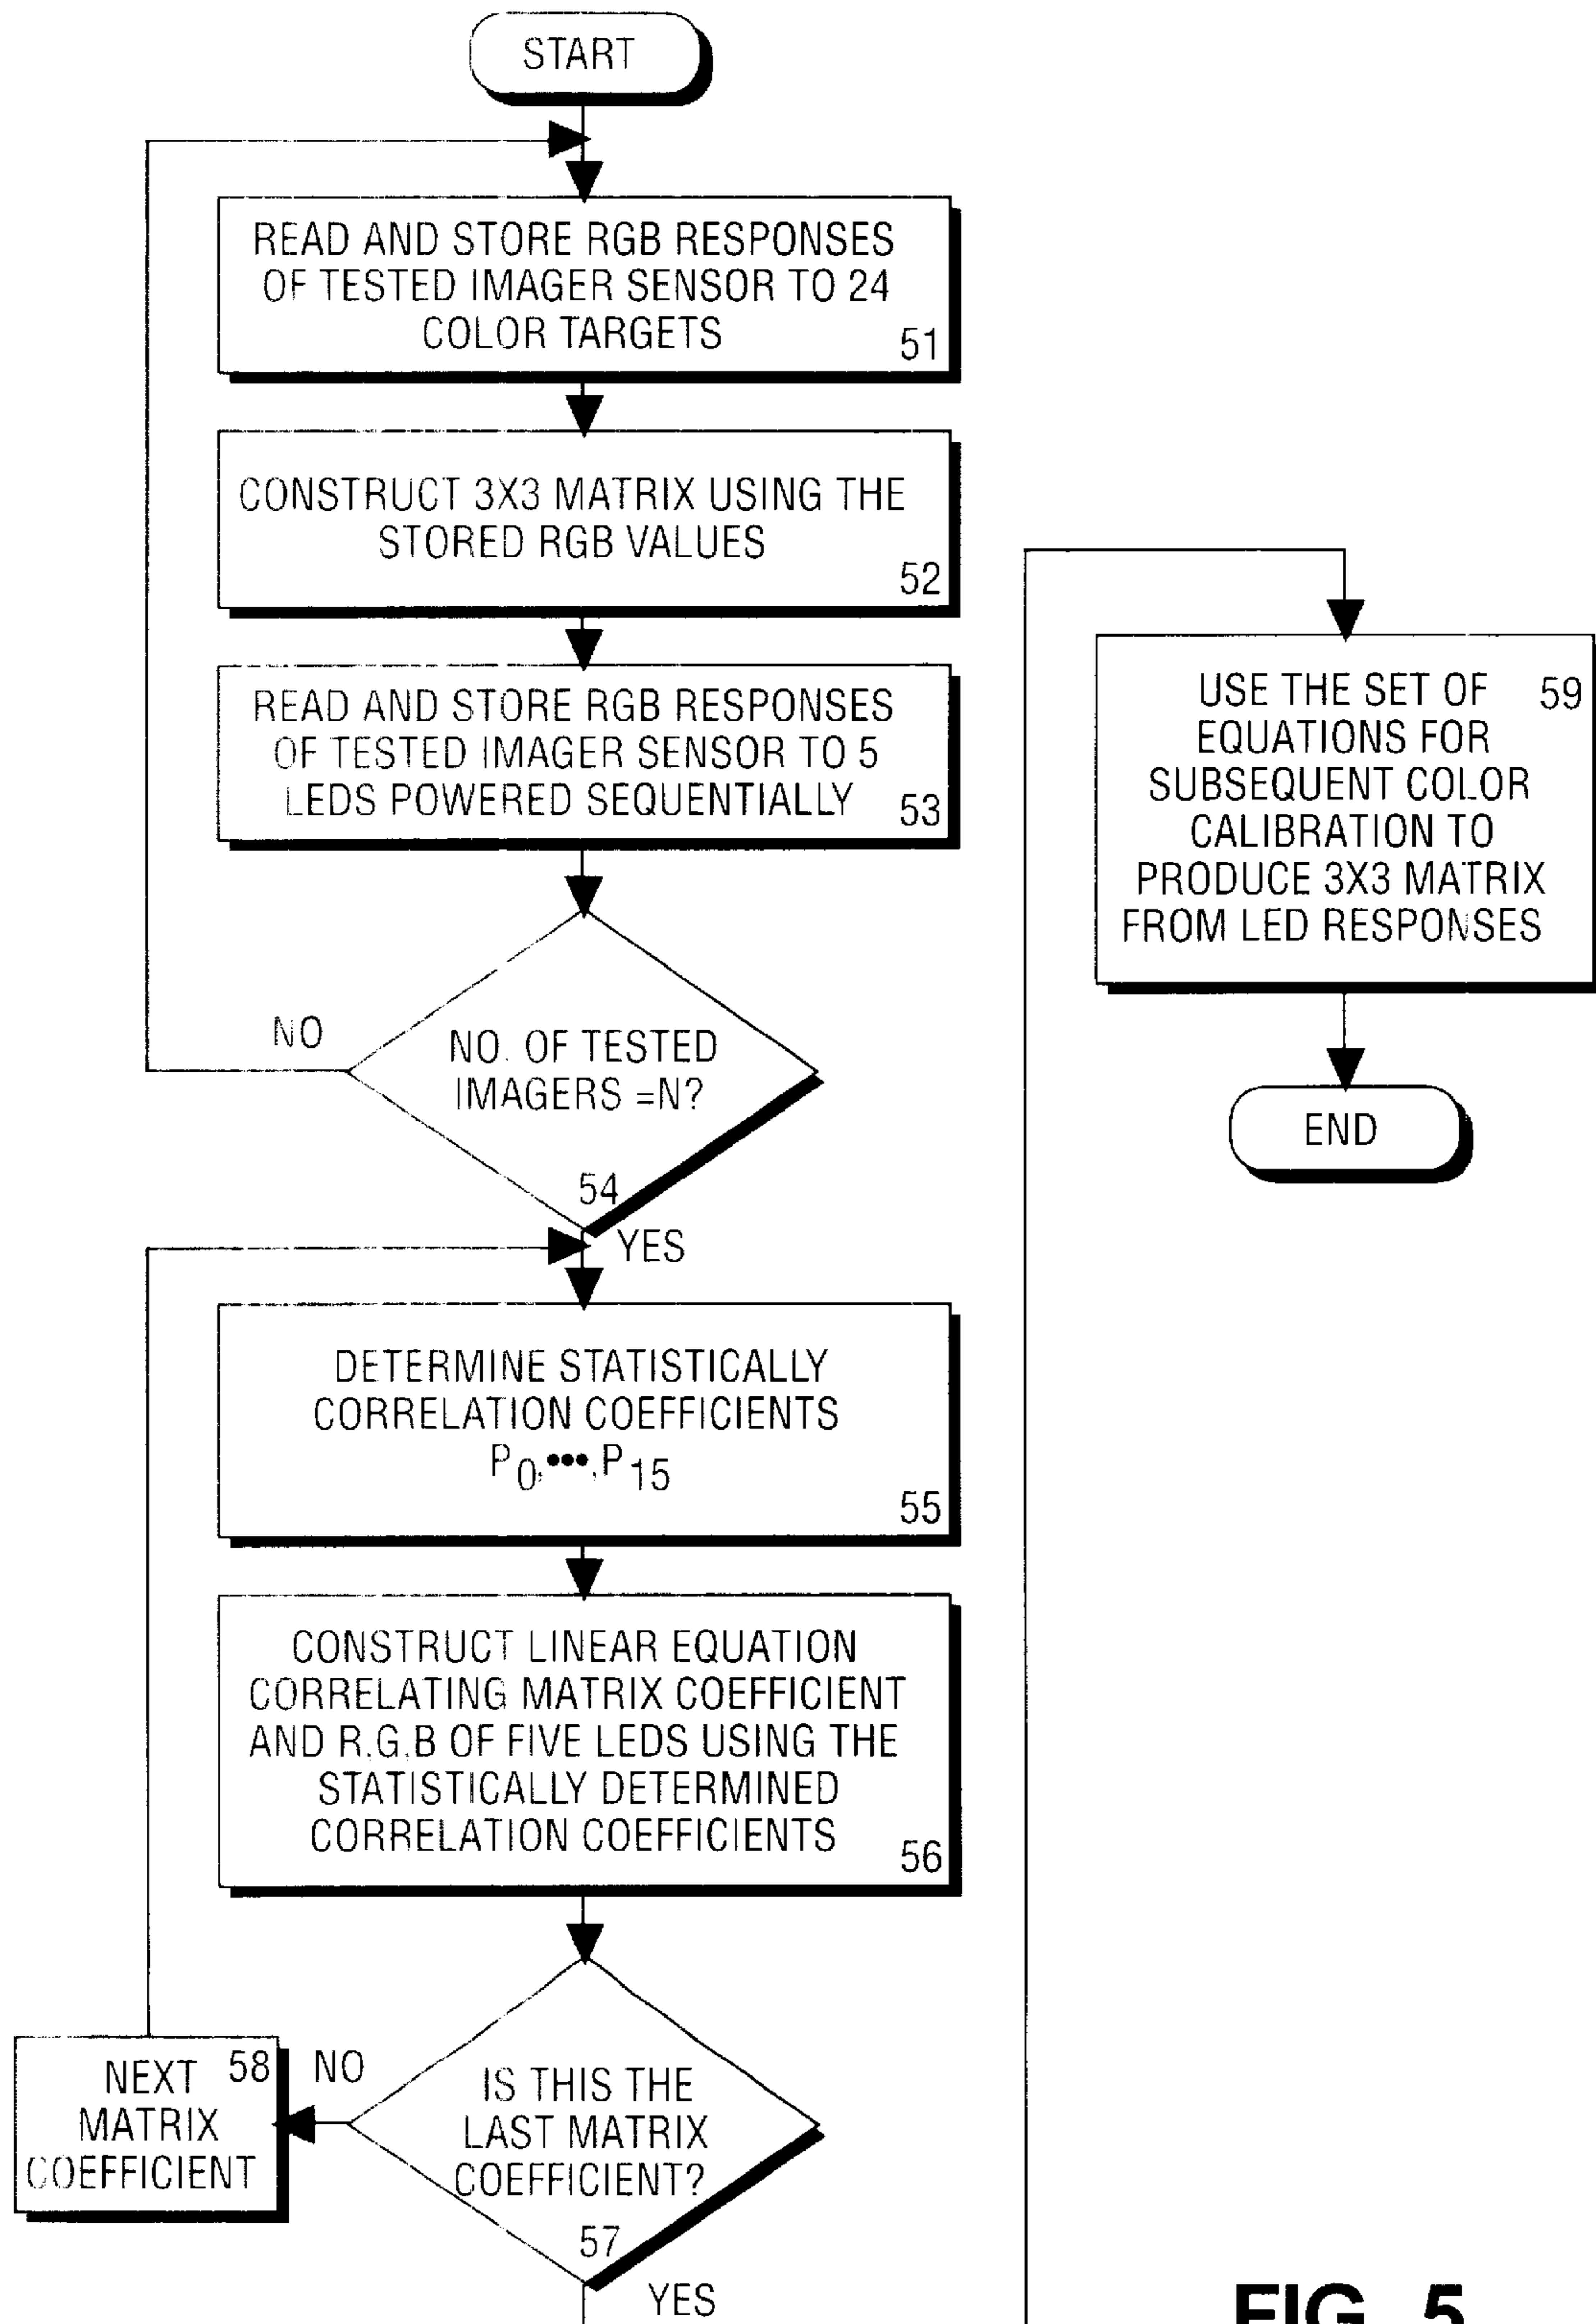 START
READ AND STORE RGB RESPONSES
OF TESTED IMAGER SENSOR TO 24
COLOR TARGETS
51
CONSTRUCT 3X3 MATRIX USING THE
STORED RGB VALUES
52
READ AND STORE RGB RESPONSES
OF TESTED IMAGER SENSOR TO 5
LEDS POWERED SEQUENTIALLY
53
NO
NO. OF TESTED
IMAGERS =N?
54
YES
DETERMINE STATISTICALLY
CORRELATION COEFFICIENTS
P0,•••,P15
55
CONSTRUCT LINEAR EQUATION
CORRELATING MATRIX COEFFICIENT
AND R.G.B OF FIVE LEDS USING THE
STATISTICALLY DETERMINED
CORRELATION COEFFICIENTS
56
IS THIS THE
LAST MATRIX
COEFFICIENT?
57
NO
NEXT 58
MATRIX
COEFFICIENT
YES
USE THE SET OF 59
EQUATIONS FOR
SUBSEQUENT COLOR
CALIBRATION TO
PRODUCE 3X3 MATRIX
FROM LED RESPONSES
END
FIG. 5